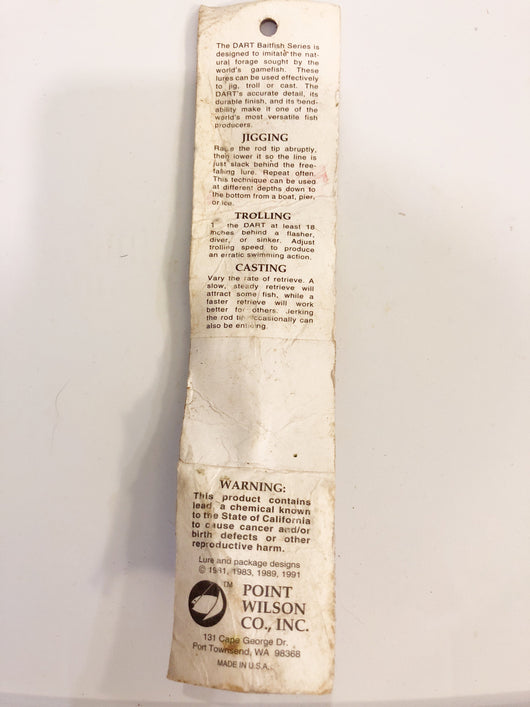 The DART Baitfish Series is
designed to imitate the nat-
ural forage sought by the
world's gamefish. These
lures can be used effectively
to jig, troll or cast. The
DART's accurate detail, its
durable finish, and its bend-
ability make it one of the
world's most versatile fish
producers.
JIGGING
Raise the rod tip abruptly,
then lower it so the line is
just slack behind the free-
falling lure. Repeat often.
This technique can be used
at different depths down to
the bottom from a boat, pier,
or ice.
TROLLING
the DART at least 18
inches behind a flasher,
diver, or sinker. Adjust
trolling speed to produce
an erratic swimming action.
CASTING
Vary the rate of retrieve. A
slow, steady retrieve will
attract some fish, while a
faster retrieve will work
better for others. Jerking
the rod tip occasionally can
also be enticing.
WARNING:
This product contains
lead, a chemical known
to the State of California
to cause cancer and/or
birth defects or other
reproductive harm.
Lure and package designs
© 1981, 1983, 1989, 1991
TM
POINT
WILSON
CO., INC.
131 Cape George Dr.
Port Townsend, WA 98368
MADE IN U.S.A.